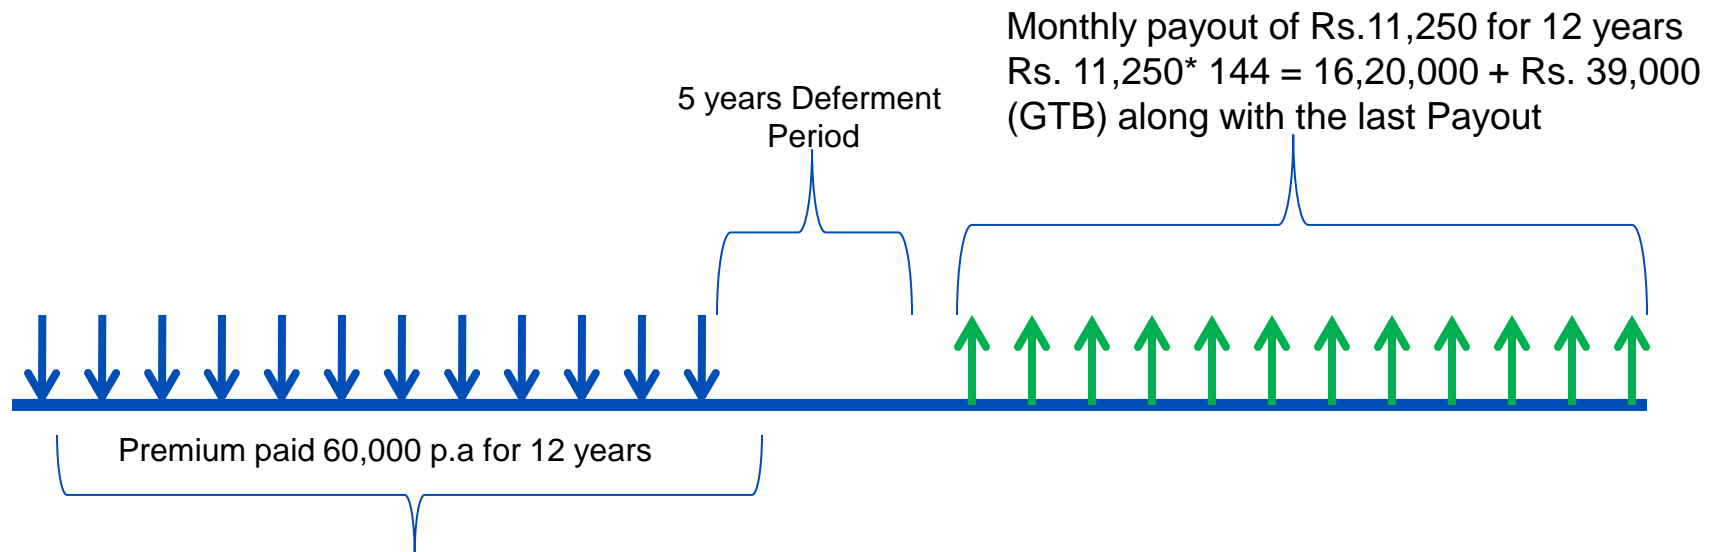 Monthly payout of Rs.11,250 for 12 years
Rs. 11,250* 144 = 16,20,000 + Rs. 39,000
(GTB) along with the last Payout
5 years Deferment
Period
Premium paid 60,000 p.a for 12 years